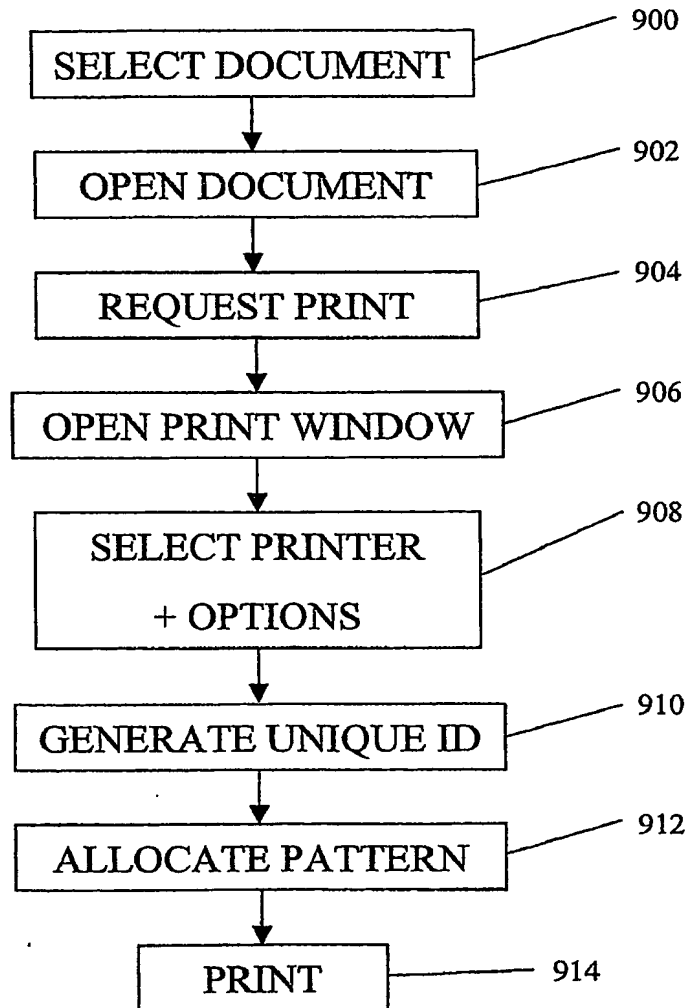 900
SELECT DOCUMENT
902
OPEN DOCUMENT
904
REQUEST PRINT
906
OPEN PRINT WINDOW
908
SELECT PRINTER
+ OPTIONS
910
GENERATE UNIQUE ID
912
ALLOCATE PATTERN
PRINT
914